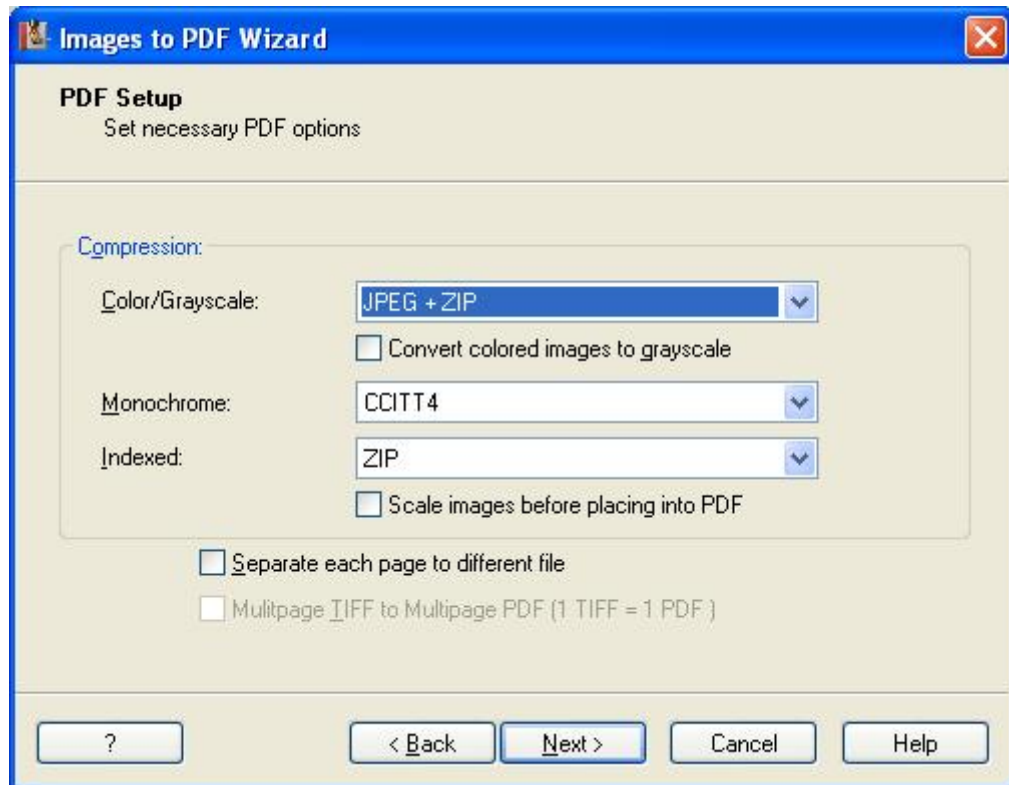 Images to PDF Wizard
PDF Setup
Set necessary PDF options
Compression:
Color/Grayscale: JPEG + ZIP
Convert colored images to grayscale
Monochrome: CCITT4
Indexed: ZIP
Scale images before placing into PDF
Separate each page to different file
Mulitpage TIFF to Multipage PDF (1 TIFF = 1 PDF )
? < Back Next > Cancel Help